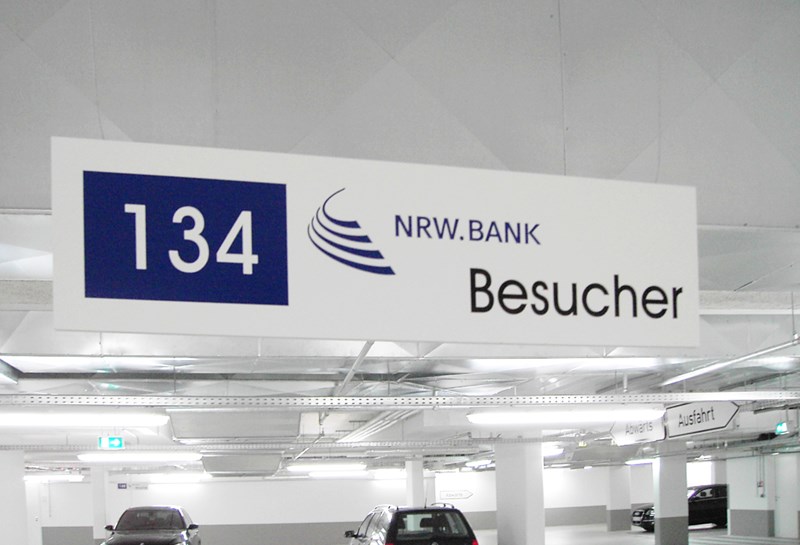 134
NRW.BANK
Besucher
Abwärts
Ausfahrt